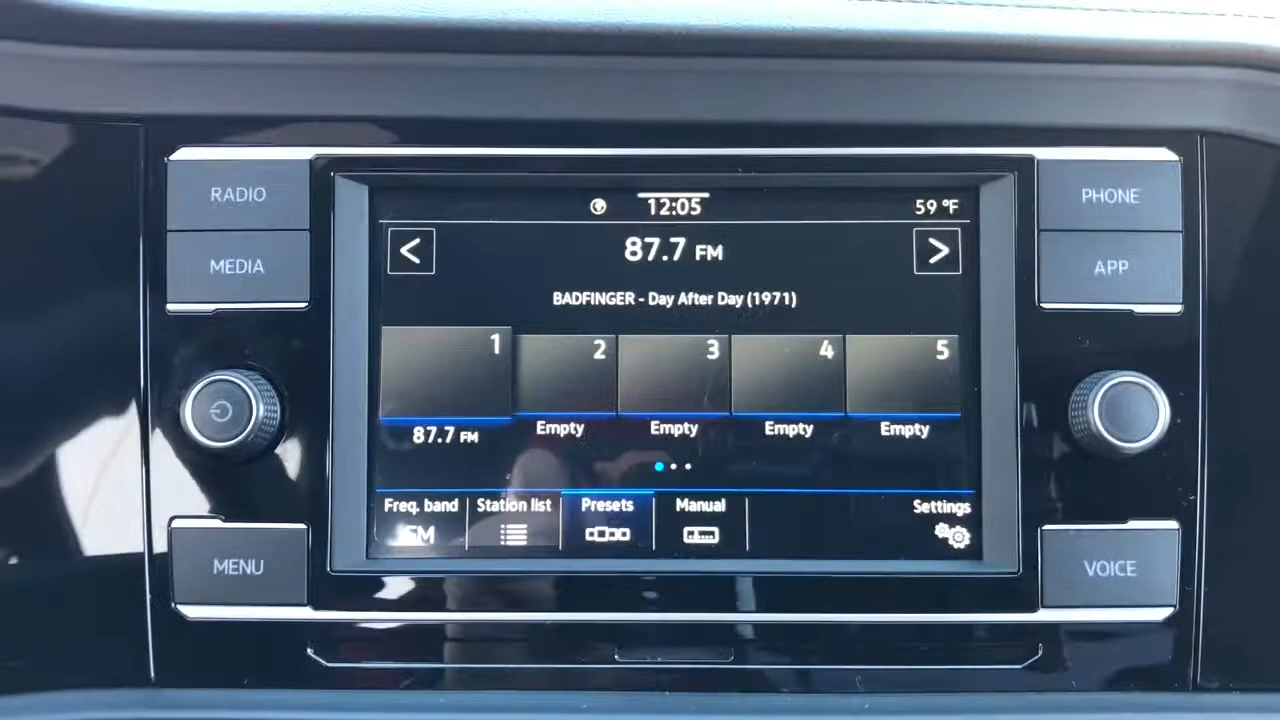 RADIO
MEDIA
MENU
12:05
59 °F
<
87.7 FM
>
BADFINGER - Day After Day (1971)
1
2
3
4
5
87.7 FM
Empty
Empty
Empty
Empty
Freq. band
FM
Station list
Presets
Manual
Settings
PHONE
APP
VOICE